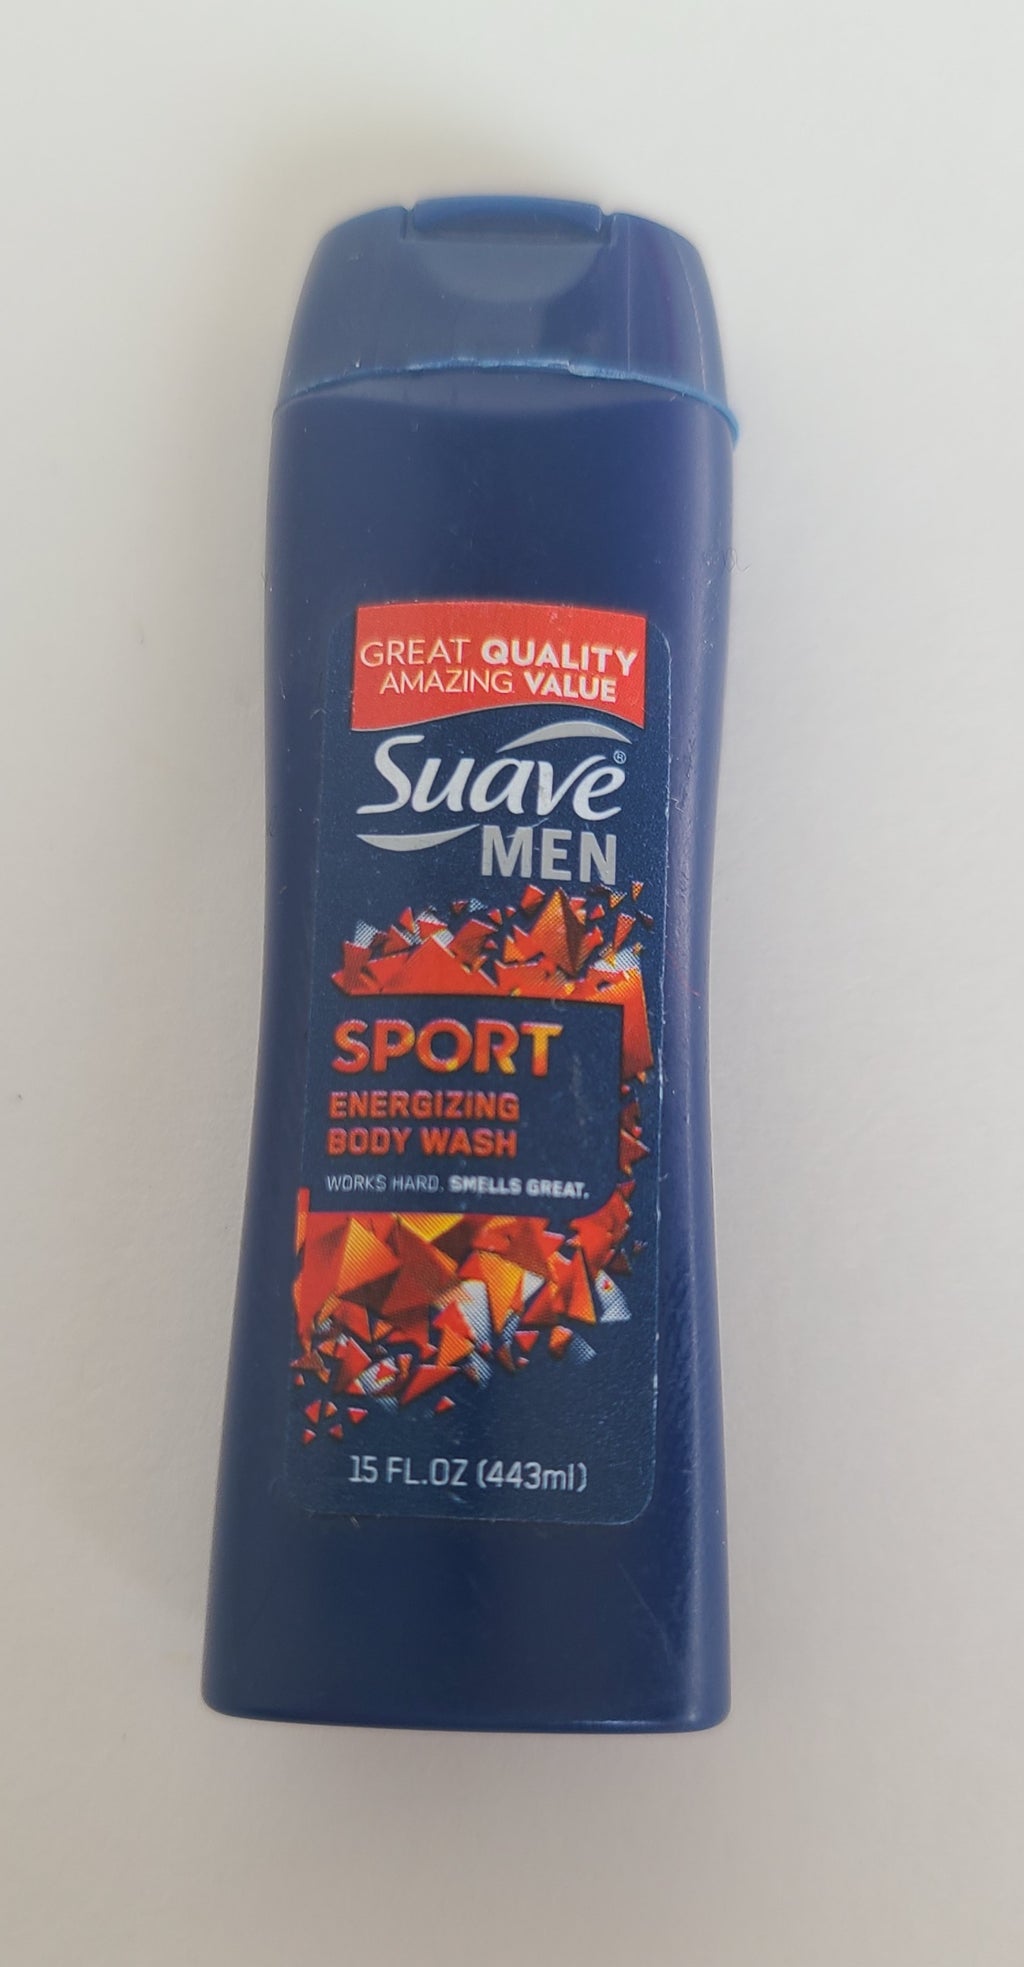 GREAT QUALITY
AMAZING VALUE
Suave®
MEN
SPORT
ENERGIZING
BODY WASH
WORKS HARD. SMELLS GREAT.
15 FL.OZ (443ml)